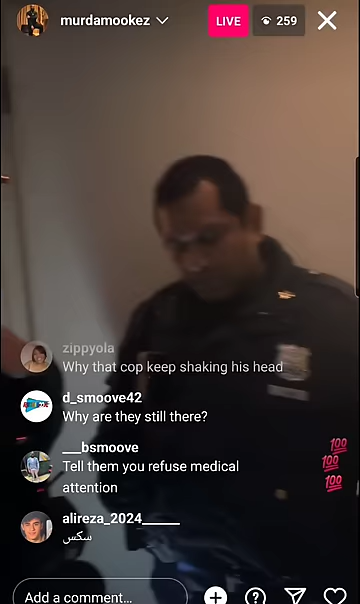 murdamookez
LIVE
259
zippyola
Why that cop keep shaking his head
d_smoove42
Why are they still there?
___bsmoove
Tell them you refuse medical
attention
💯
💯
💯
alireza_2024______
سکس
Add a comment...